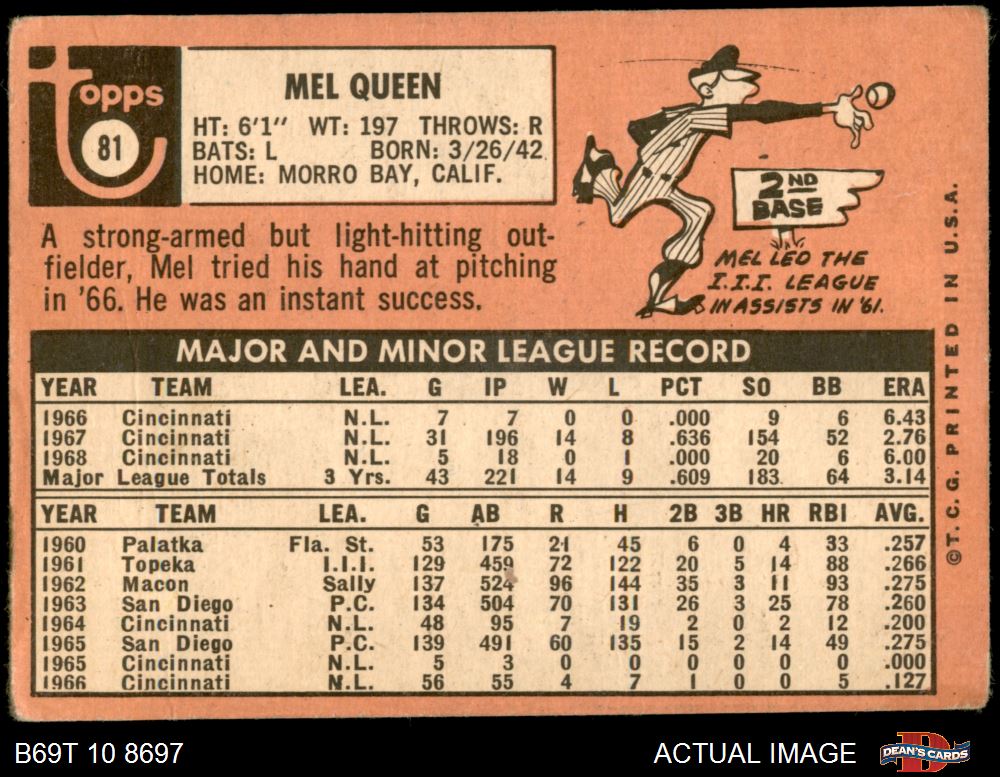 topps
81
MEL QUEEN
HT: 6'1" WT: 197 THROWS: R
BATS: L BORN: 3/26/42
HOME: MORRO BAY, CALIF.
A strong-armed but light-hitting out-
fielder, Mel tried his hand at pitching
in '66. He was an instant success.
2ND
BASE
MEL LED THE
I.I.I. LEAGUE
IN ASSISTS IN '61.
MAJOR AND MINOR LEAGUE RECORD
YEAR TEAM LEA. G IP W L PCT SO BB ERA
1966 Cincinnati N.L. 7 7 0 0 .000 9 6 6.43
1967 Cincinnati N.L. 31 196 14 8 .636 154 52 2.76
1968 Cincinnati N.L. 5 18 0 1 .000 20 6 6.00
Major League Totals 3 Yrs. 43 221 14 9 .609 183 64 3.14
YEAR TEAM LEA. G AB R H 2B 3B HR RBI AVG.
1960 Palatka Fla. St. 53 175 21 45 6 0 4 33 .257
1961 Topeka I.I.I. 129 459 72 122 20 5 14 88 .266
1962 Macon Sally 137 524 96 144 35 3 11 93 .275
1963 San Diego P.C. 134 504 70 131 26 3 25 78 .260
1964 Cincinnati N.L. 48 95 7 19 2 0 2 12 .200
1965 San Diego P.C. 139 491 60 135 15 2 14 49 .275
1965 Cincinnati N.L. 5 3 0 0 0 0 0 0 .000
1966 Cincinnati N.L. 56 55 4 7 1 0 0 5 .127
©T.C.G. PRINTED IN U.S.A.
B69T 10 8697
ACTUAL IMAGE
DEAN'S CARDS